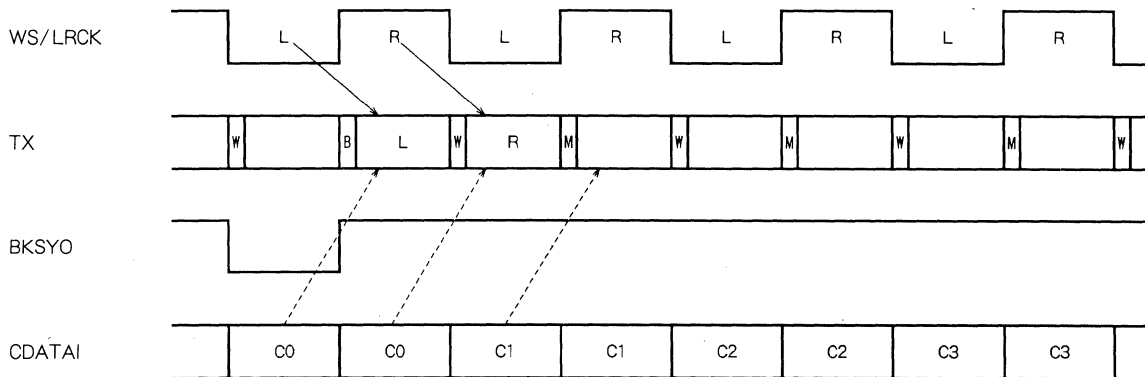 WS/LRCK L R L R L R L R
TX W B L W R M W M W M W
BKSYO
CDATAI C0 C0 C1 C1 C2 C2 C3 C3